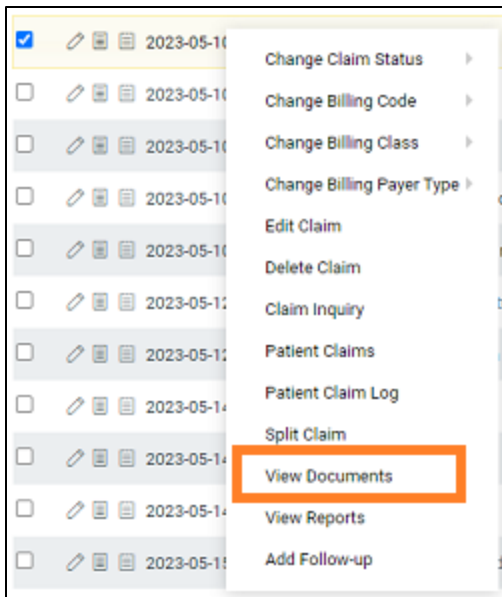 2023-05-10
Change Claim Status
2023-05-10
Change Billing Code
2023-05-10
Change Billing Class
2023-05-10
Change Billing Payer Type
Edit Claim
2023-05-10
Delete Claim
2023-05-12
Claim Inquiry
2023-05-12
Patient Claims
Patient Claim Log
2023-05-14
Split Claim
2023-05-14
View Documents
2023-05-14
View Reports
2023-05-15
Add Follow-up